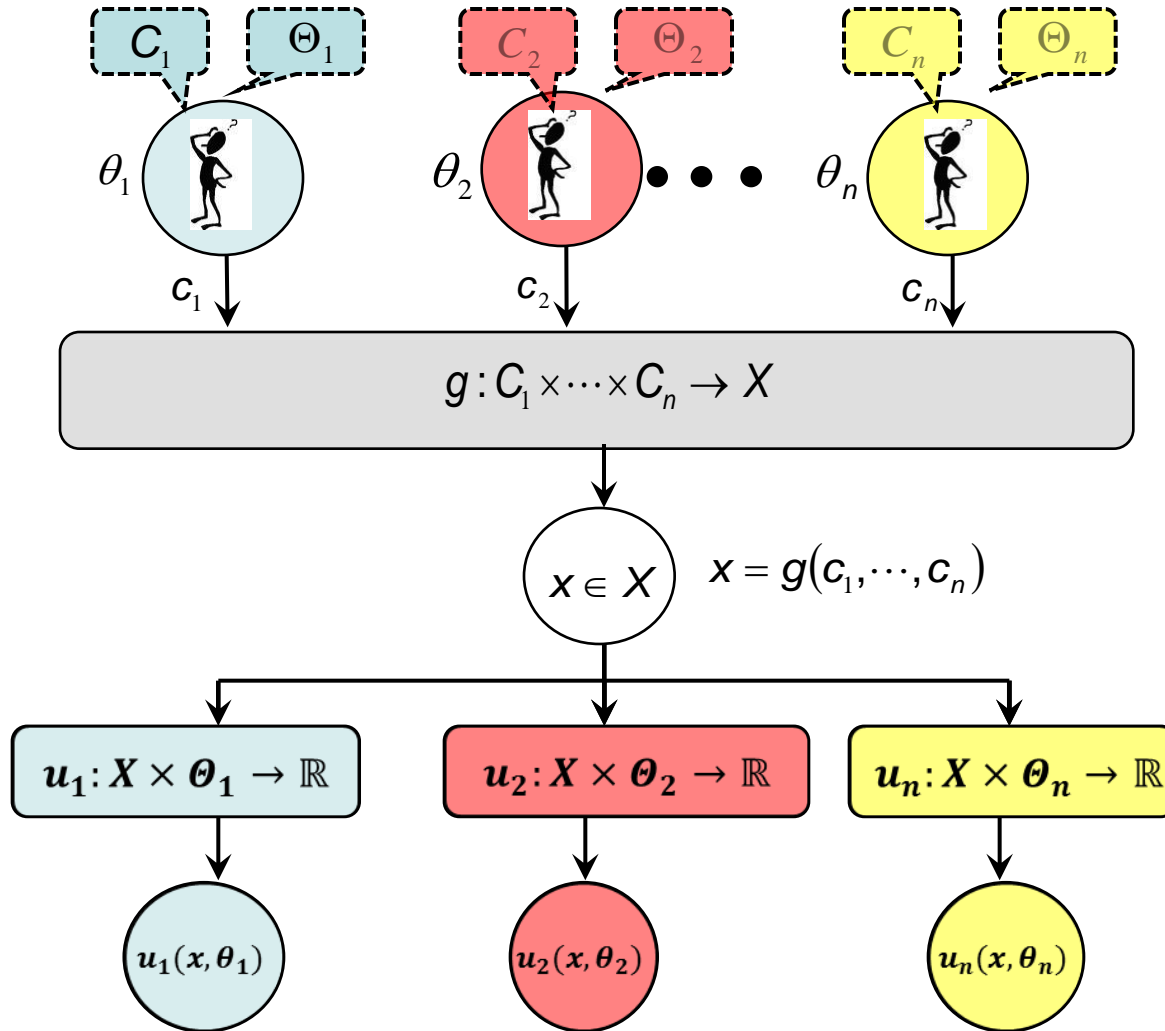 C₁ Θ₁ C₂ Θ₂ Cₙ Θₙ
? ? ?
θ₁ θ₂ • • • θₙ
c₁ c₂ cₙ
g : C₁ × ⋯ × Cₙ → X
x ∈ X x = g(c₁, ⋯, cₙ)
u₁: X × Θ₁ → ℝ u₂: X × Θ₂ → ℝ uₙ: X × Θₙ → ℝ
u₁(x, θ₁) u₂(x, θ₂) uₙ(x, θₙ)